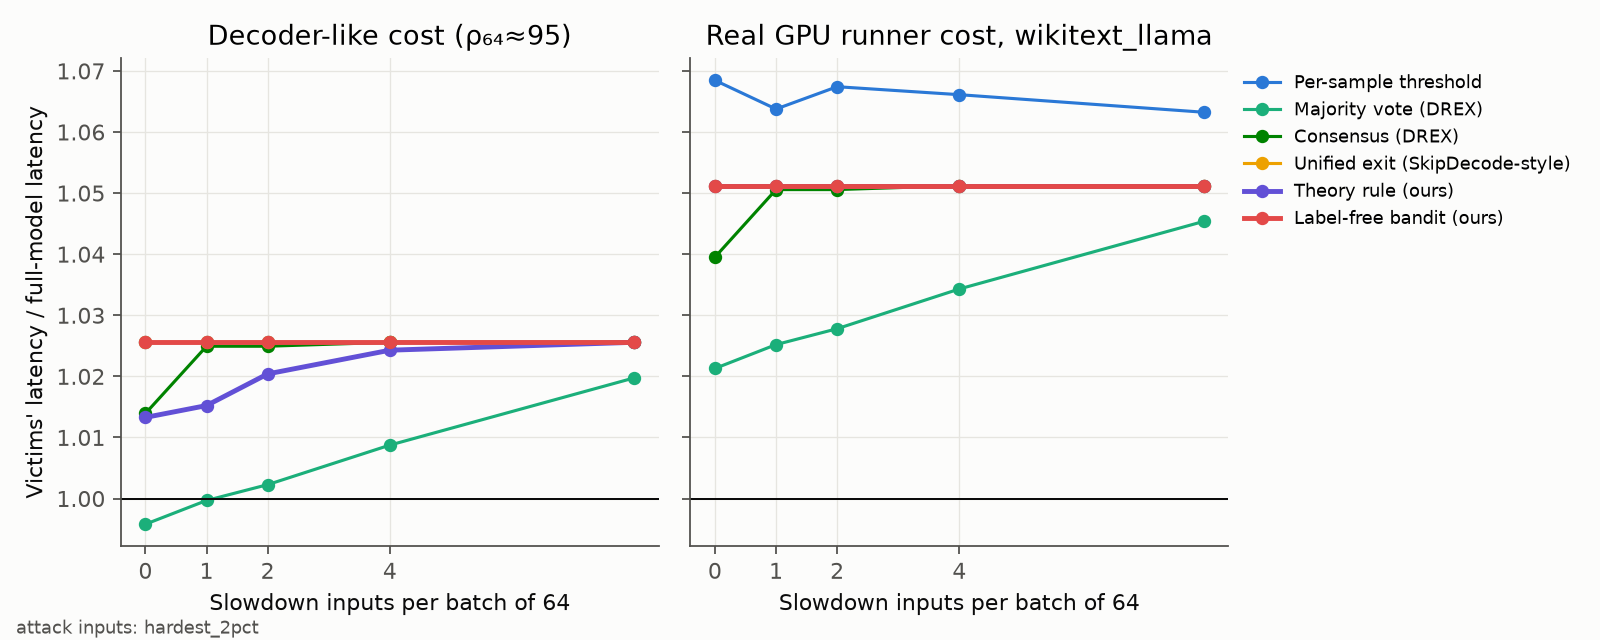 Decoder-like cost (ρ₆₄≈95)
Real GPU runner cost, wikitext_llama
Victims' latency / full-model latency
1.07
1.06
1.05
1.04
1.03
1.02
1.01
1.00
0 1 2 4
0 1 2 4
Slowdown inputs per batch of 64
Slowdown inputs per batch of 64
Per-sample threshold
Majority vote (DREX)
Consensus (DREX)
Unified exit (SkipDecode-style)
Theory rule (ours)
Label-free bandit (ours)
attack inputs: hardest_2pct